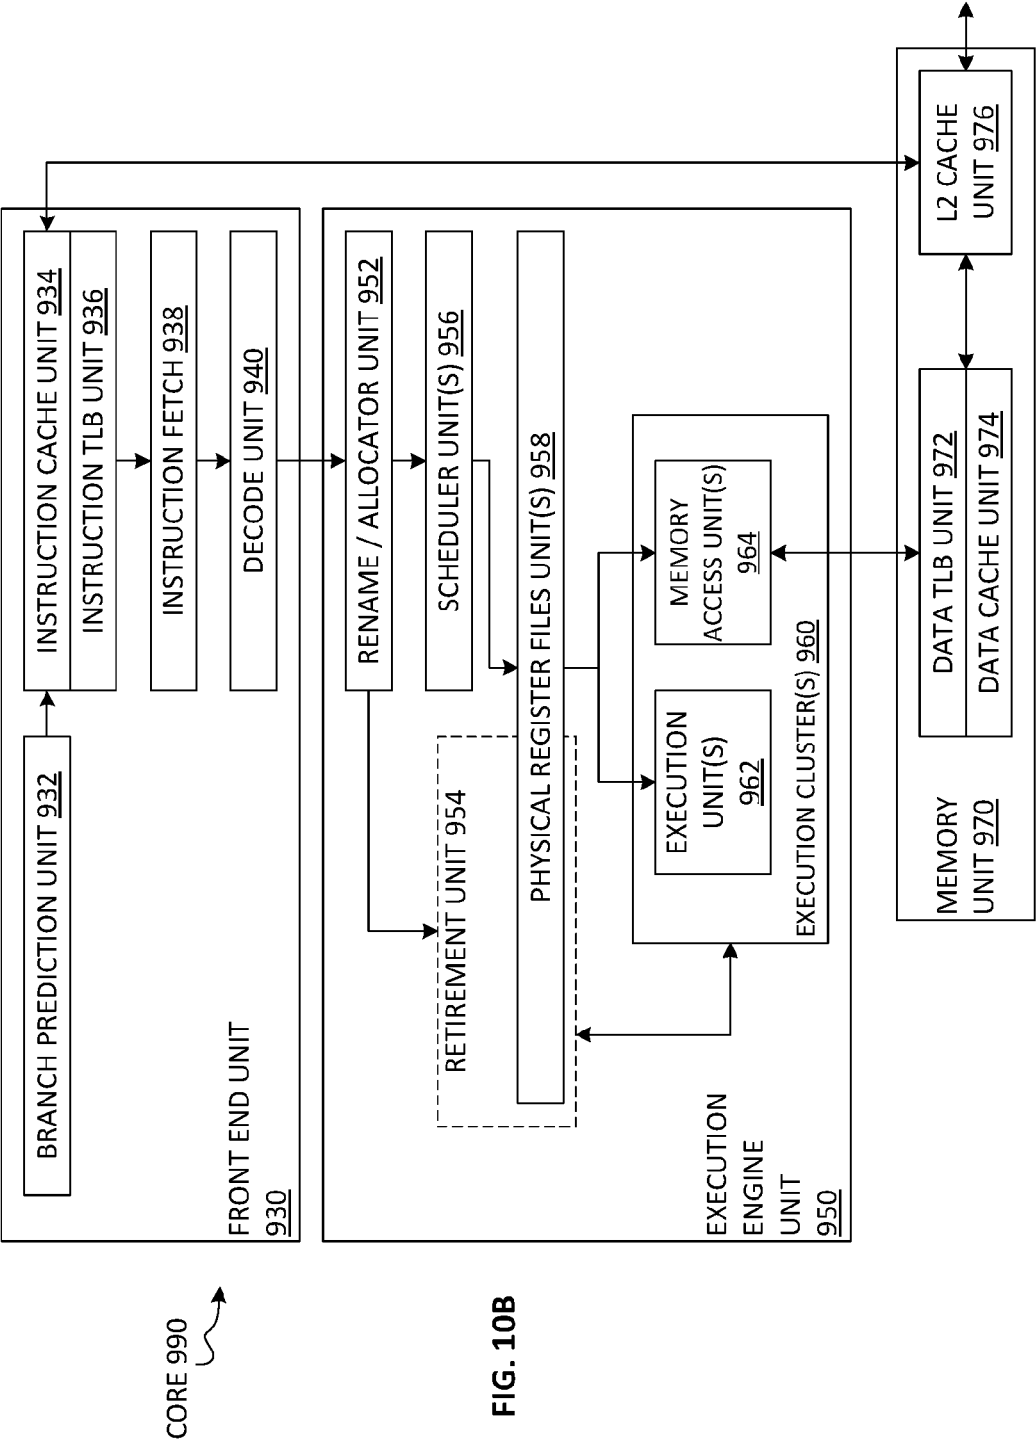 CORE 990
FRONT END UNIT
930
BRANCH PREDICTION UNIT 932
INSTRUCTION CACHE UNIT 934
INSTRUCTION TLB UNIT 936
INSTRUCTION FETCH 938
DECODE UNIT 940
EXECUTION
ENGINE
UNIT
950
RENAME / ALLOCATOR UNIT 952
SCHEDULER UNIT(S) 956
RETIREMENT UNIT 954
PHYSICAL REGISTER FILES UNIT(S) 958
EXECUTION
UNIT(S)
962
MEMORY
ACCESS UNIT(S)
964
EXECUTION CLUSTER(S) 960
MEMORY
UNIT 970
DATA TLB UNIT 972
DATA CACHE UNIT 974
L2 CACHE
UNIT 976
FIG. 10B